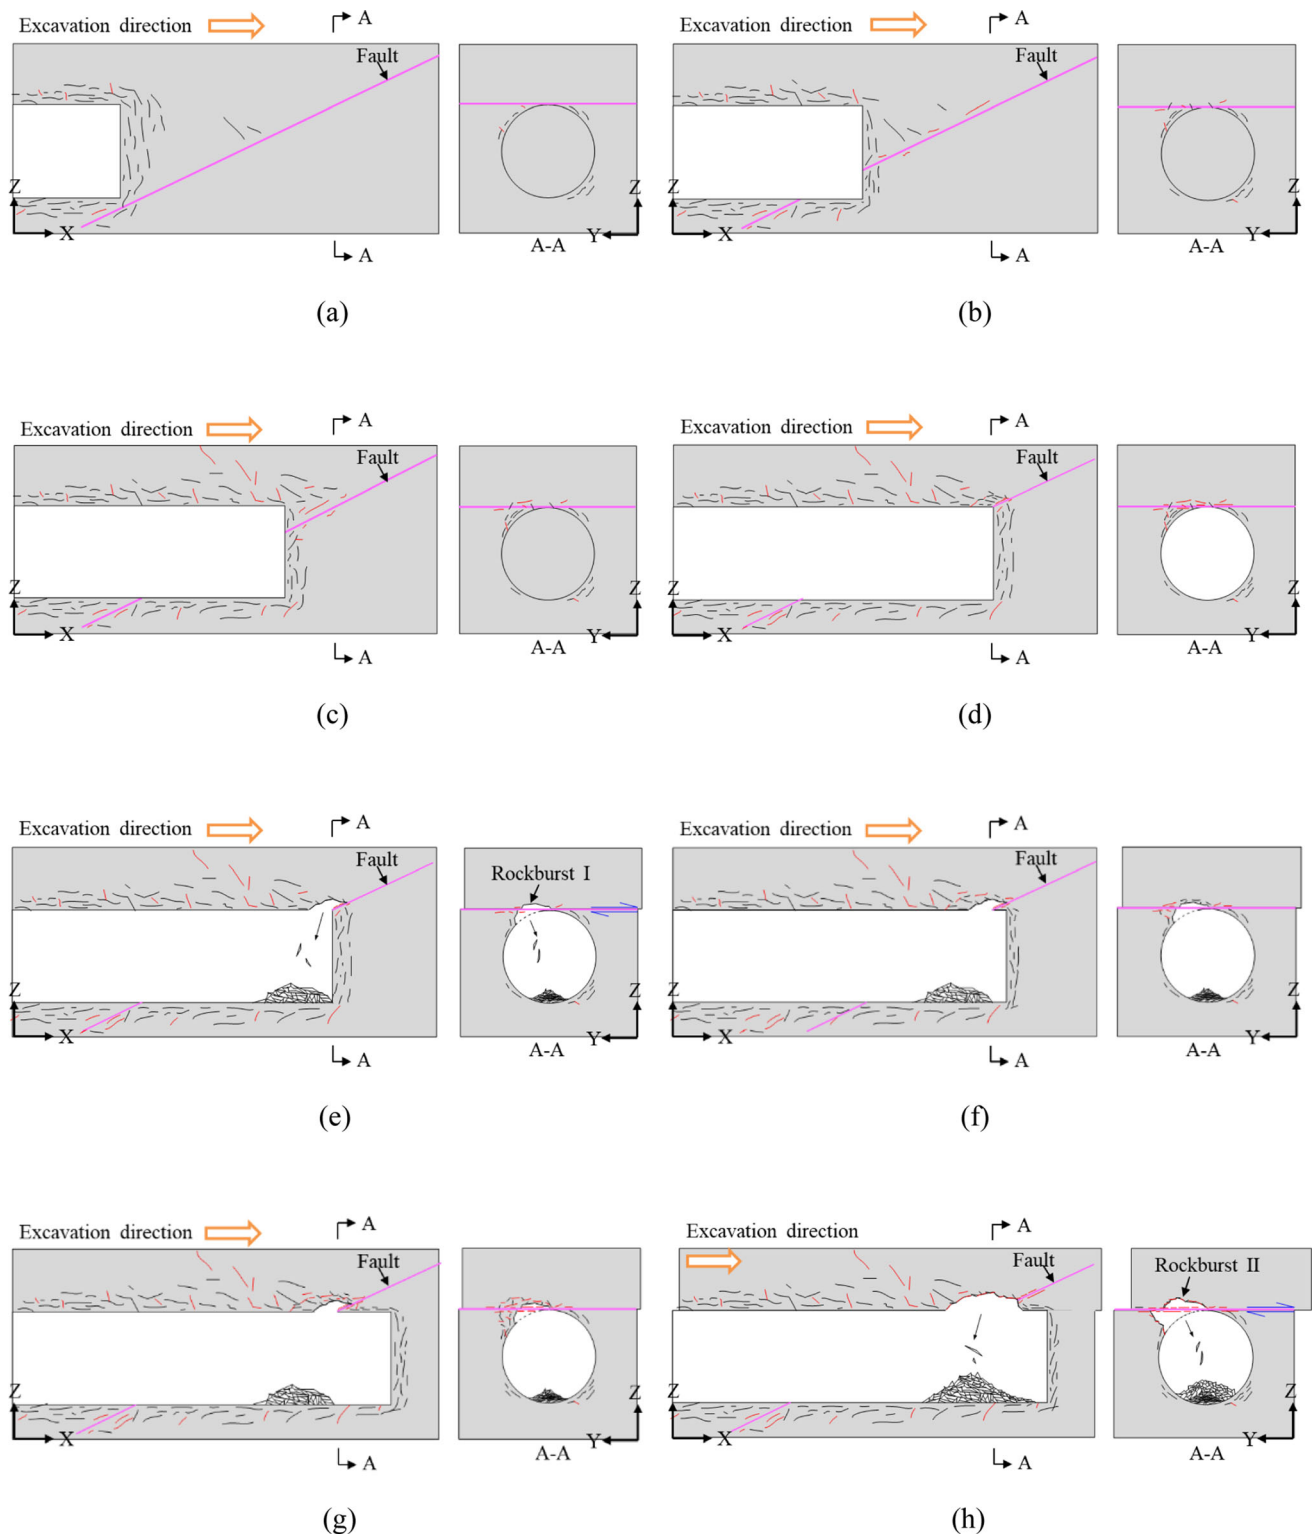 Excavation direction A
Fault
Z X A A-A Y Z
(a)
Excavation direction A
Fault
Z X A A-A Y Z
(b)
Excavation direction A
Fault
Z X A A-A Y Z
(c)
Excavation direction A
Fault
Z X A A-A Y Z
(d)
Excavation direction A
Fault Rockburst I
Z X A A-A Y Z
(e)
Excavation direction A
Fault
Z X A A-A Y Z
(f)
Excavation direction A
Fault
Z X A A-A Y Z
(g)
Excavation direction A
Fault Rockburst II
Z X A A-A Y Z
(h)